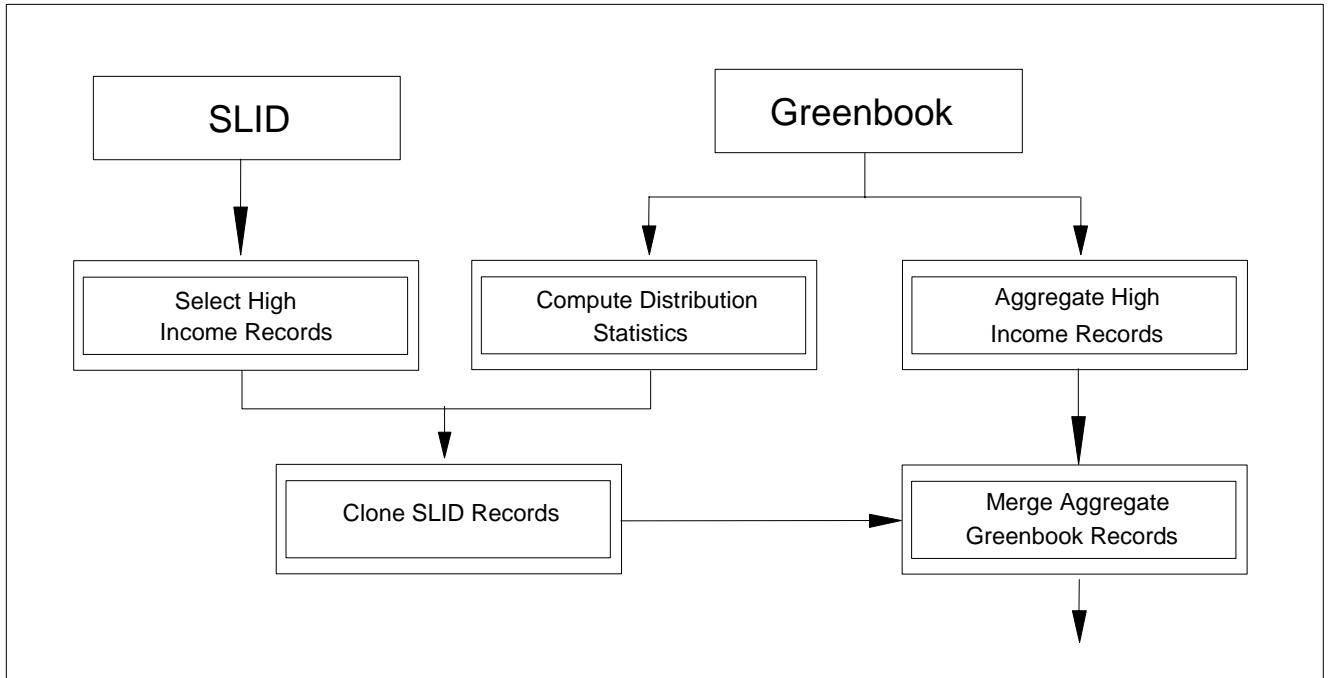 SLID
Greenbook
Select High
Income Records
Compute Distribution
Statistics
Aggregate High
Income Records
Clone SLID Records
Merge Aggregate
Greenbook Records